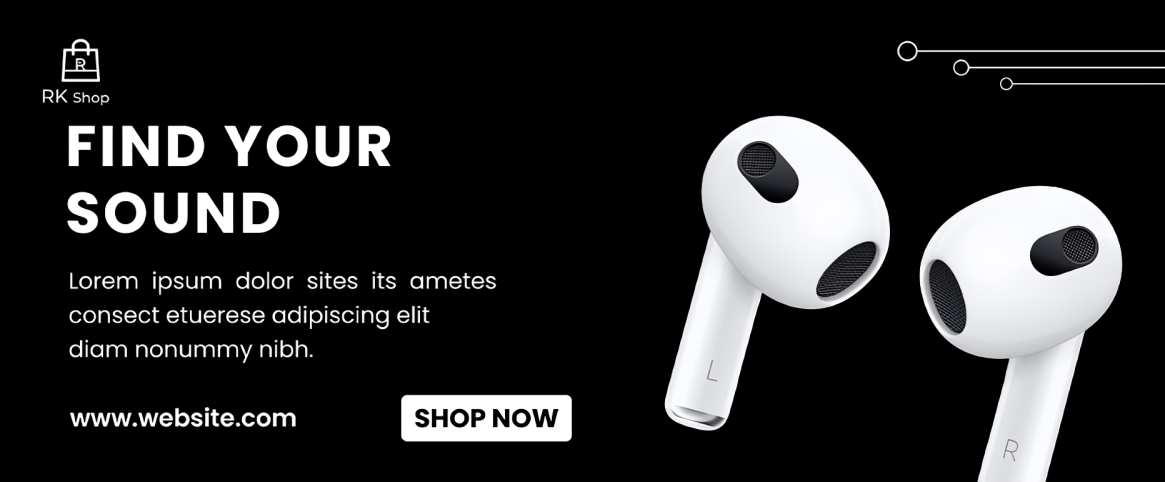 R
RK Shop
FIND YOUR
SOUND
Lorem ipsum dolor sites its ametes
consect etuerese adipiscing elit
diam nonummy nibh.
www.website.com
SHOP NOW
L
R